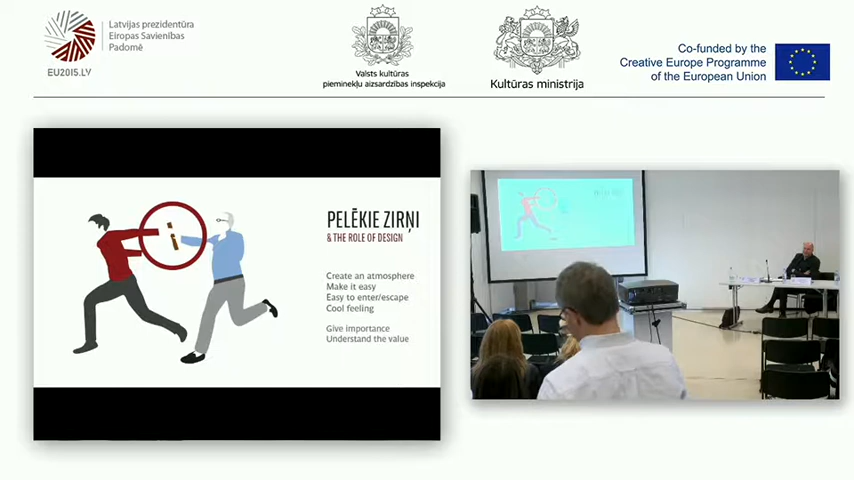 Latvijas prezidentūra
Eiropas Savienības
Padomē
EU2015.LV
Valsts kultūras
pieminekļu aizsardzības inspekcija
Kultūras ministrija
Co-funded by the
Creative Europe Programme
of the European Union
PELĒKIE ZIRŅI
& THE ROLE OF DESIGN
Create an atmosphere
Make it easy
Easy to enter/escape
Cool feeling
Give importance
Understand the value